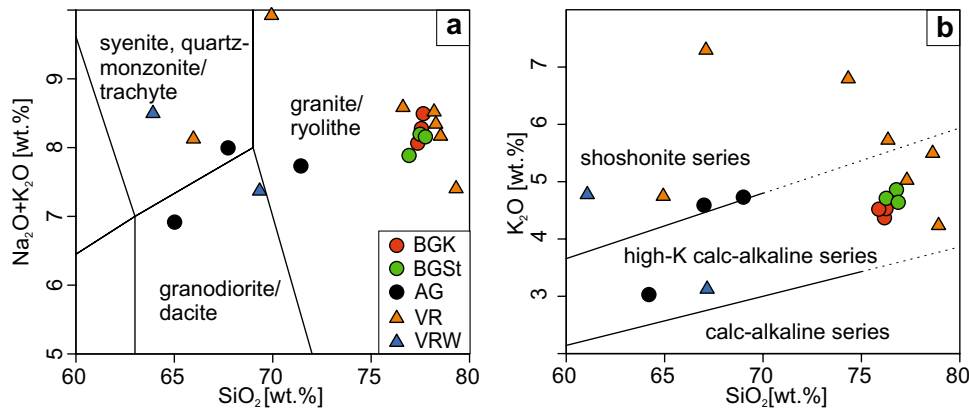 a
syenite, quartz-
monzonite/
trachyte
granite/
ryolithe
granodiorite/
dacite
BGK
BGSt
AG
VR
VRW
Na₂O+K₂O [wt.%]
5 6 7 8 9
60 65 70 75 80
SiO₂[wt.%]
b
shoshonite series
high-K calc-alkaline series
calc-alkaline series
K₂O [wt.%]
3 4 5 6 7
60 65 70 75 80
SiO₂[wt.%]